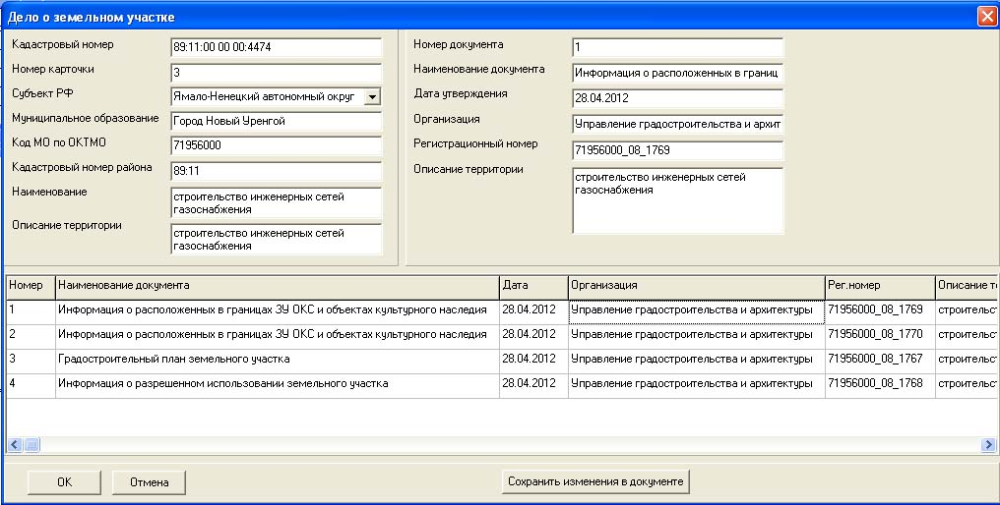 Дело о земельном участке
Кадастровый номер 89:11:00 00 00:4474
Номер карточки 3
Субъект РФ Ямало-Ненецкий автономный округ
Муниципальное образование Город Новый Уренгой
Код МО по ОКТМО 71956000
Кадастровый номер района 89:11
Наименование строительство инженерных сетей
газоснабжения
Описание территории строительство инженерных сетей
газоснабжения
Номер документа 1
Наименование документа Информация о расположенных в границ
Дата утверждения 28.04.2012
Организация Управление градостроительства и архит
Регистрационный номер 71956000_08_1769
Описание территории строительство инженерных сетей
газоснабжения
Номер Наименование документа Дата Организация Рег.номер Описание т
1 Информация о расположенных в границах ЗУ ОКС и объектах культурного наследия 28.04.2012 Управление градостроительства и архитектуры 71956000_08_1769 строительс
2 Информация о расположенных в границах ЗУ ОКС и объектах культурного наследия 28.04.2012 Управление градостроительства и архитектуры 71956000_08_1770 строительс
3 Градостроительный план земельного участка 28.04.2012 Управление градостроительства и архитектуры 71956000_08_1767 строительс
4 Информация о разрешенном использовании земельного участка 28.04.2012 Управление градостроительства и архитектуры 71956000_08_1768 строительс
OK Отмена Сохранить изменения в документе